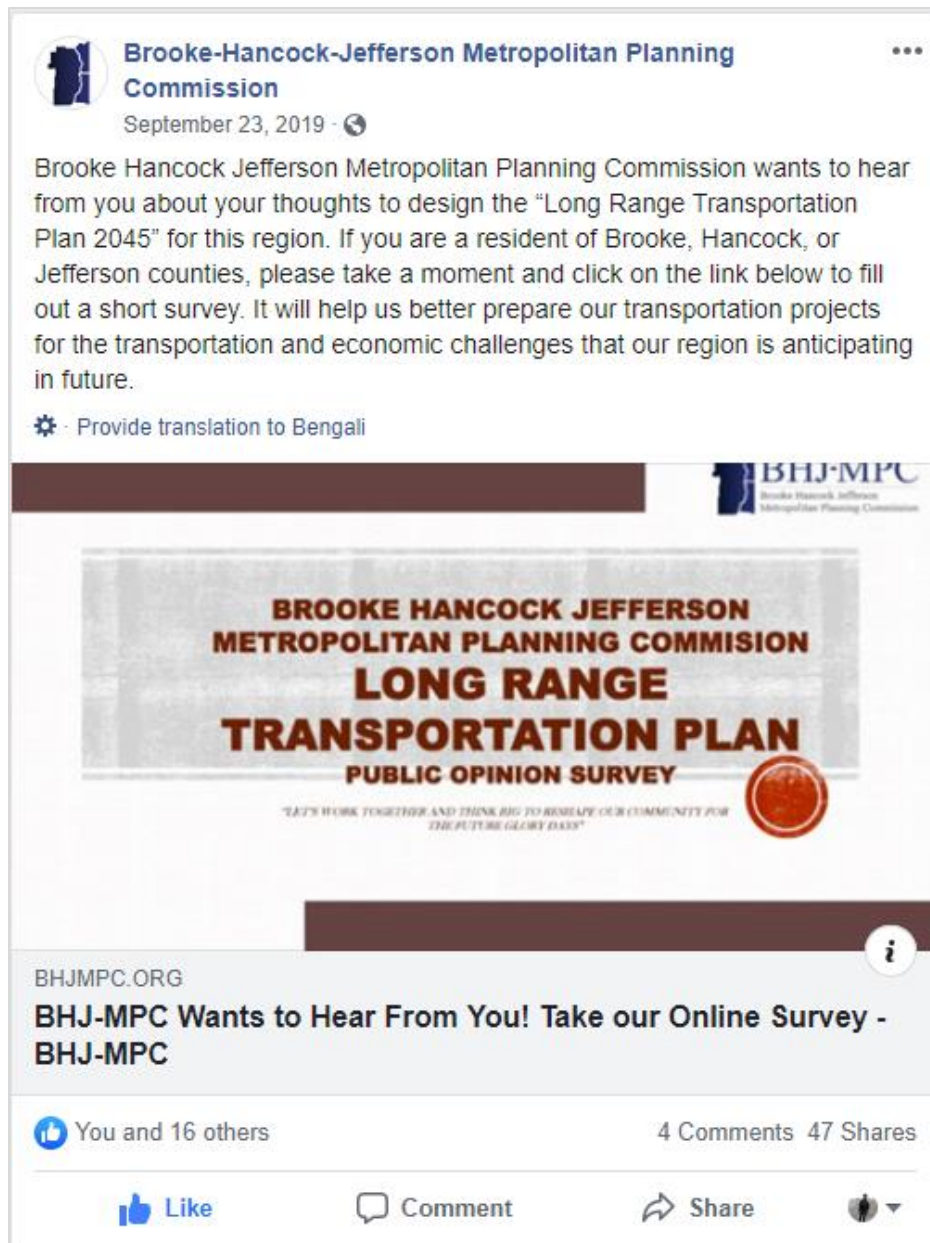 Brooke-Hancock-Jefferson Metropolitan Planning
Commission
September 23, 2019 ·
Brooke Hancock Jefferson Metropolitan Planning Commission wants to hear
from you about your thoughts to design the “Long Range Transportation
Plan 2045” for this region. If you are a resident of Brooke, Hancock, or
Jefferson counties, please take a moment and click on the link below to fill
out a short survey. It will help us better prepare our transportation projects
for the transportation and economic challenges that our region is anticipating
in future.
· Provide translation to Bengali
BHJ-MPC
Brooke Hancock Jefferson
Metropolitan Planning Commission
BROOKE HANCOCK JEFFERSON
METROPOLITAN PLANNING COMMISION
LONG RANGE
TRANSPORTATION PLAN
PUBLIC OPINION SURVEY
"LET'S WORK TOGETHER AND THINK BIG TO RESHAPE OUR COMMUNITY FOR
THE FUTURE GLORY DAYS"
i
BHJMPC.ORG
BHJ-MPC Wants to Hear From You! Take our Online Survey -
BHJ-MPC
You and 16 others
4 Comments 47 Shares
Like
Comment
Share